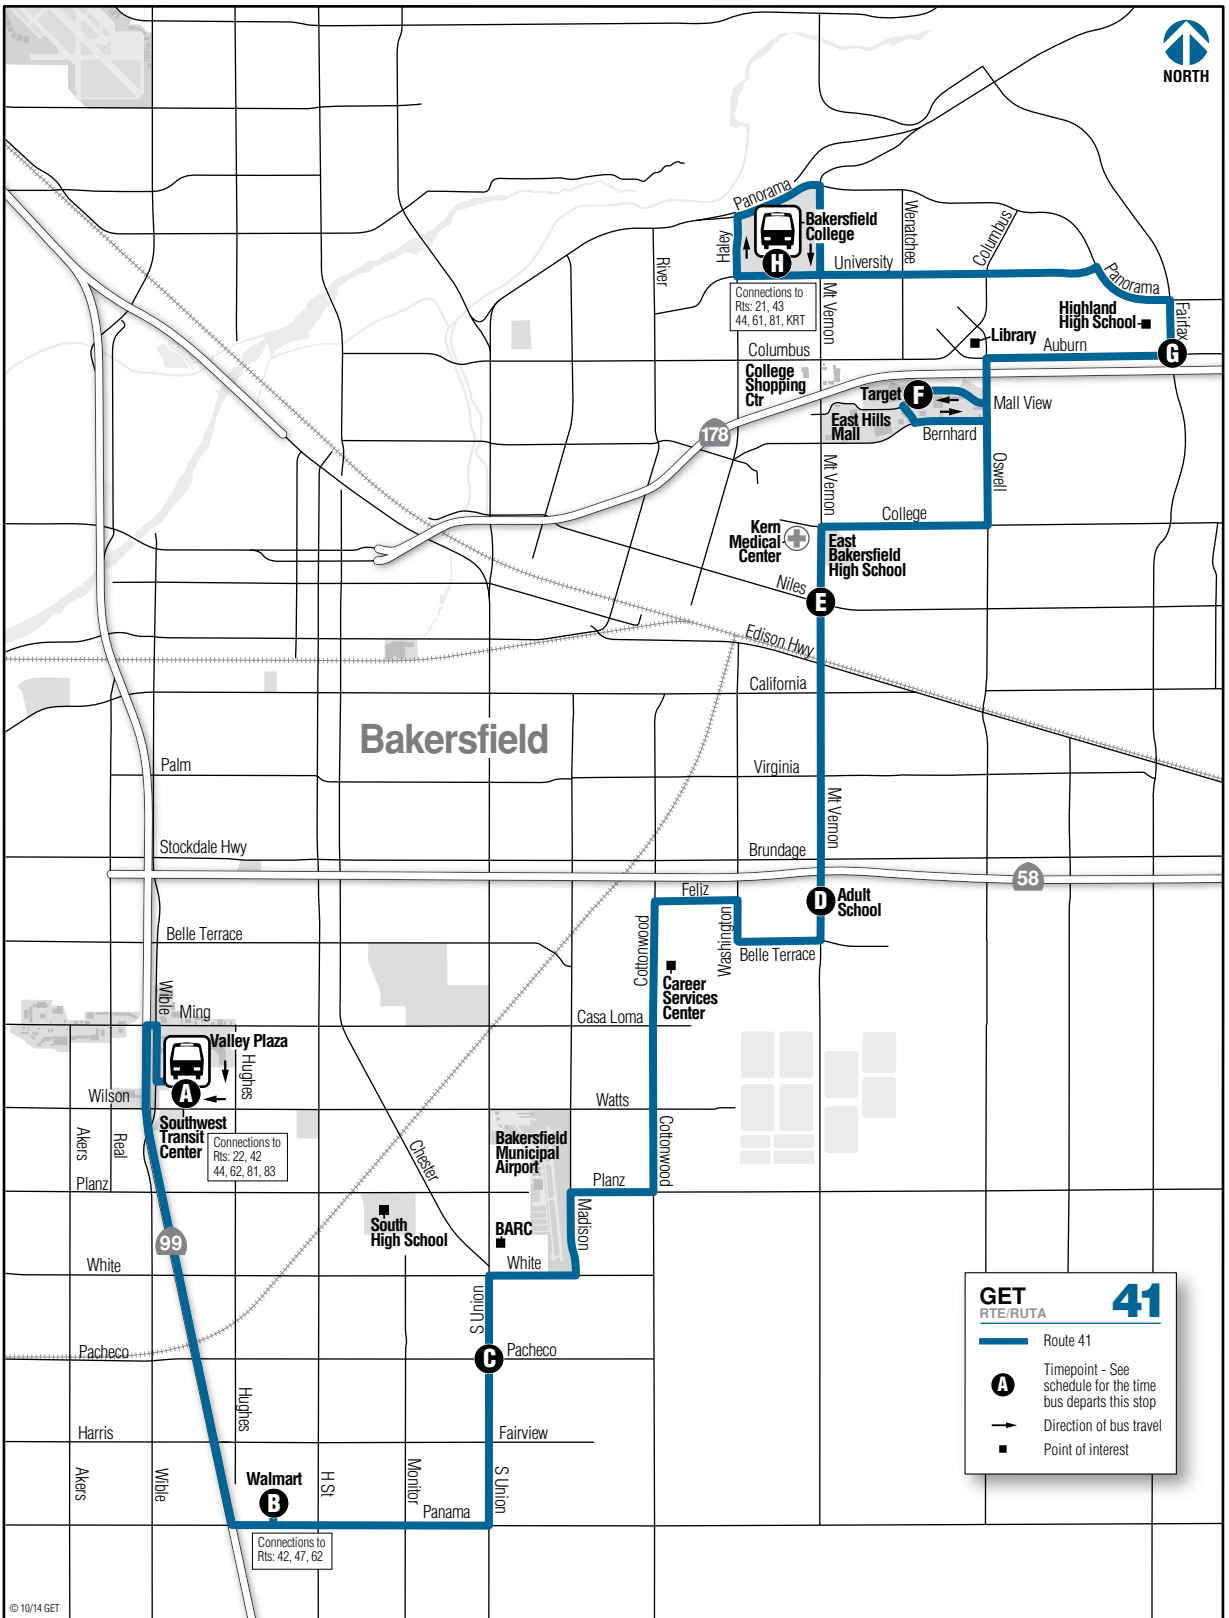 NORTH
Panorama
Bakersfield
College
Haley
H
Wenatchee
Columbus
River
University
Panorama
Connections to
Rts: 21, 43
44, 61, 81, KRT
Mt Vernon
Highland
High School
Fairfax
Library
Columbus
Auburn
G
College
Shopping
Ctr
Target
F
Mall View
East Hills
Mall
Bernhard
178
Mt Vernon
Oswell
College
Kern
Medical
Center
East
Bakersfield
High School
Niles
E
Edison Hwy
California
Bakersfield
Palm
Virginia
Mt Vernon
Stockdale Hwy
Brundage
58
Feliz
D
Adult
School
Cottonwood
Washington
Belle Terrace
Belle Terrace
Career
Services
Center
Wible
Ming
Casa Loma
Valley Plaza
Hughes
A
Wilson
Watts
Southwest
Transit
Center
Connections to
Rts: 22, 42
44, 62, 81, 83
Akers
Real
Chester
Bakersfield
Municipal
Airport
Cottonwood
Planz
Planz
Madison
South
High School
BARC
99
White
White
S Union
C
Pacheco
Pacheco
Hughes
Harris
Fairview
Akers
Wible
Walmart
B
H St
Monitor
S Union
Panama
Connections to
Rts: 42, 47, 62
GET
RTE/RUTA
41
Route 41
A
Timepoint - See
schedule for the time
bus departs this stop
Direction of bus travel
Point of interest
© 10/14 GET